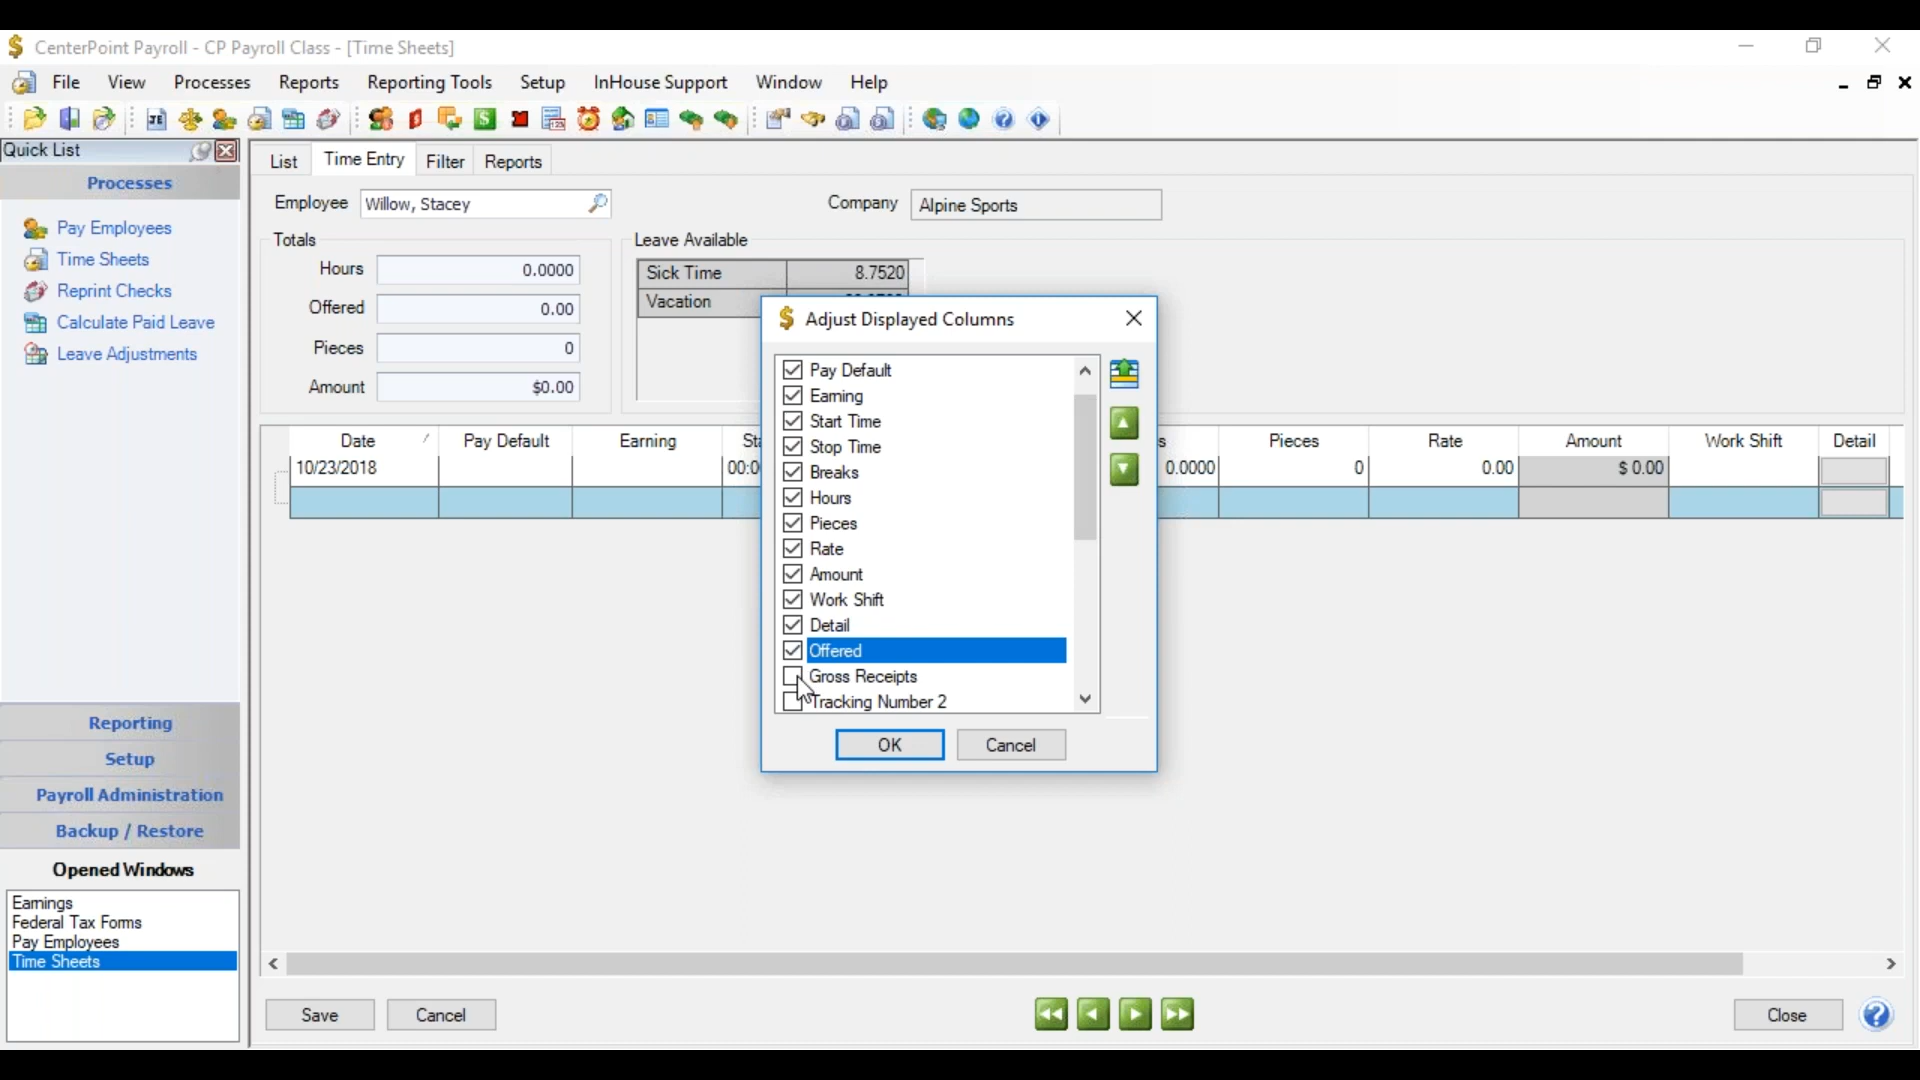 CenterPoint Payroll - CP Payroll Class - [Time Sheets]
File View Processes Reports Reporting Tools Setup InHouse Support Window Help
Quick List
Processes
Pay Employees
Time Sheets
Reprint Checks
Calculate Paid Leave
Leave Adjustments
Reporting
Setup
Payroll Administration
Backup / Restore
Opened Windows
Earnings
Federal Tax Forms
Pay Employees
Time Sheets
List Time Entry Filter Reports
Employee Willow, Stacey Company Alpine Sports
Totals
Hours 0.0000
Offered 0.00
Pieces 0
Amount $0.00
Leave Available
Sick Time 8.7520
Vacation
Date Pay Default Earning Pieces Rate Amount Work Shift Detail
10/23/2018 00:0 0.0000 0 0.00 $ 0.00
Adjust Displayed Columns
Pay Default
Earning
Start Time
Stop Time
Breaks
Hours
Pieces
Rate
Amount
Work Shift
Detail
Offered
Gross Receipts
Tracking Number 2
OK Cancel
Save Cancel Close